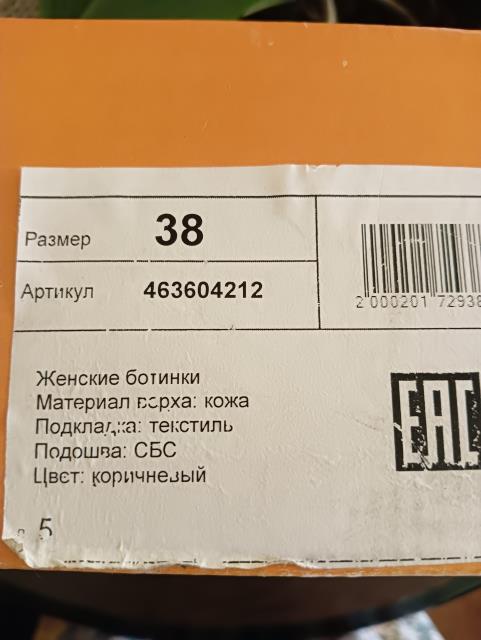 Размер 38
Артикул 463604212
2 000201 72938
Женские ботинки
Материал верха: кожа
Подкладка: текстиль
Подошва: СБС
Цвет: коричневый
EAC
5